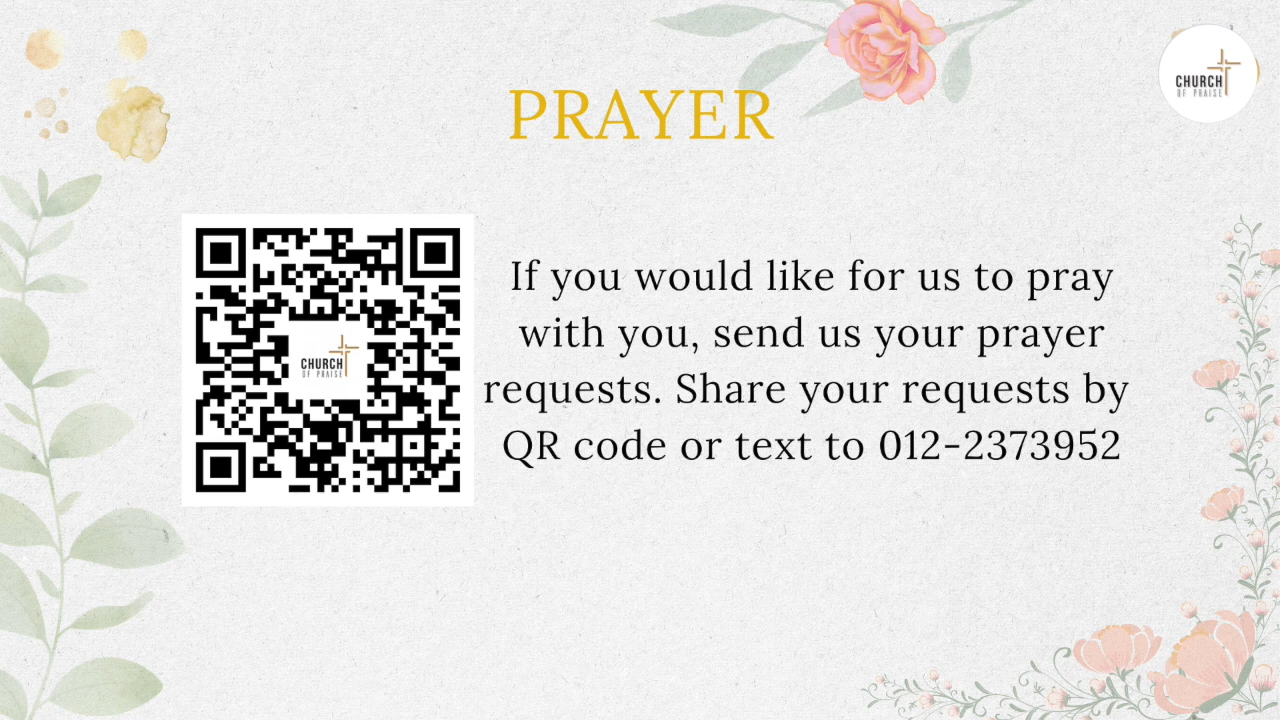 CHURCH
OF PRAISE
PRAYER
If you would like for us to pray
with you, send us your prayer
requests. Share your requests by
QR code or text to 012-2373952
CHURCH
OF PRAISE